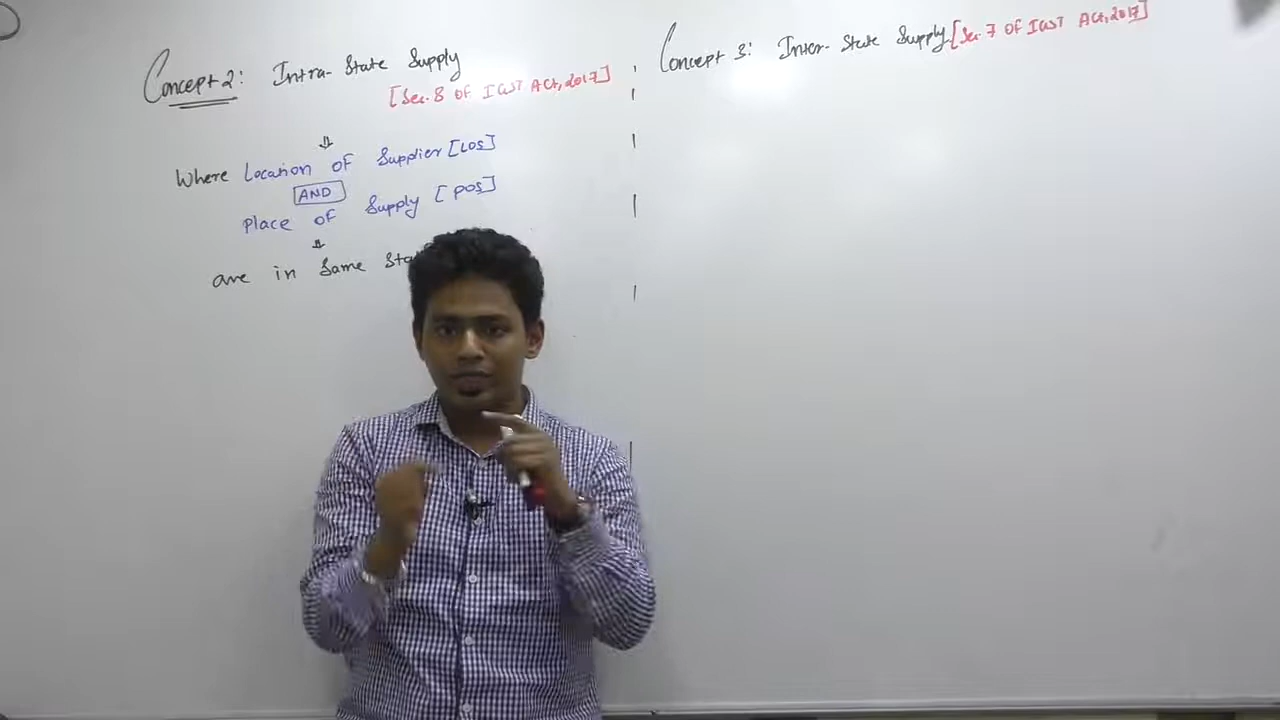 Concept 2: Intra-State Supply
[Sec. 8 OF IGST ACt, 2017]
⇓
Where Location OF Supplier [LOS]
AND
Place OF Supply [POS]
⇓
are in Same
Concept 3: Inter-State Supply [Sec. 7 OF IGST ACt, 2017]